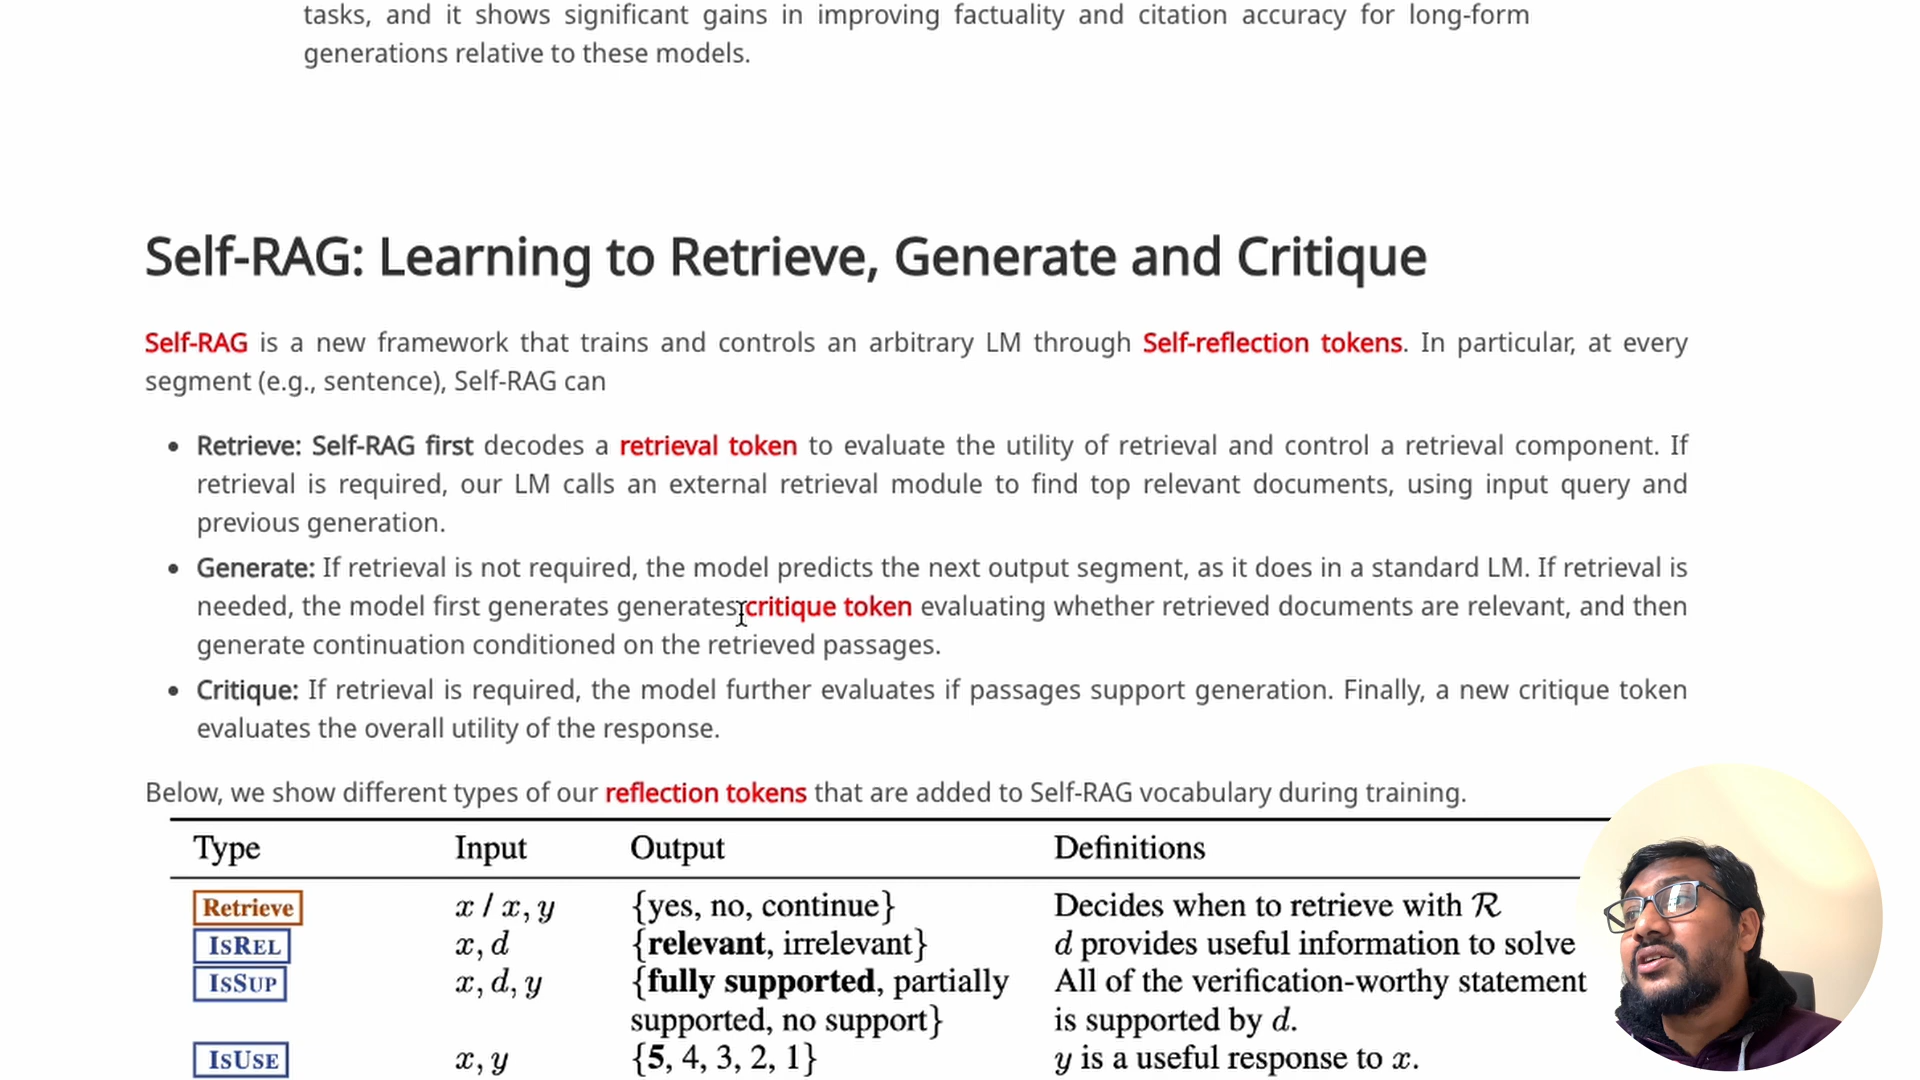 tasks, and it shows significant gains in improving factuality and citation accuracy for long-form
generations relative to these models.
Self-RAG: Learning to Retrieve, Generate and Critique
Self-RAG is a new framework that trains and controls an arbitrary LM through Self-reflection tokens. In particular, at every
segment (e.g., sentence), Self-RAG can
• Retrieve: Self-RAG first decodes a retrieval token to evaluate the utility of retrieval and control a retrieval component. If
retrieval is required, our LM calls an external retrieval module to find top relevant documents, using input query and
previous generation.
• Generate: If retrieval is not required, the model predicts the next output segment, as it does in a standard LM. If retrieval is
needed, the model first generates generates critique token evaluating whether retrieved documents are relevant, and then
generate continuation conditioned on the retrieved passages.
• Critique: If retrieval is required, the model further evaluates if passages support generation. Finally, a new critique token
evaluates the overall utility of the response.
Below, we show different types of our reflection tokens that are added to Self-RAG vocabulary during training.
Type Input Output Definitions
Retrieve x / x, y {yes, no, continue} Decides when to retrieve with R
ISREL x, d {relevant, irrelevant} d provides useful information to solve
ISSUP x, d, y {fully supported, partially All of the verification-worthy statement
supported, no support} is supported by d.
ISUSE x, y {5, 4, 3, 2, 1} y is a useful response to x.